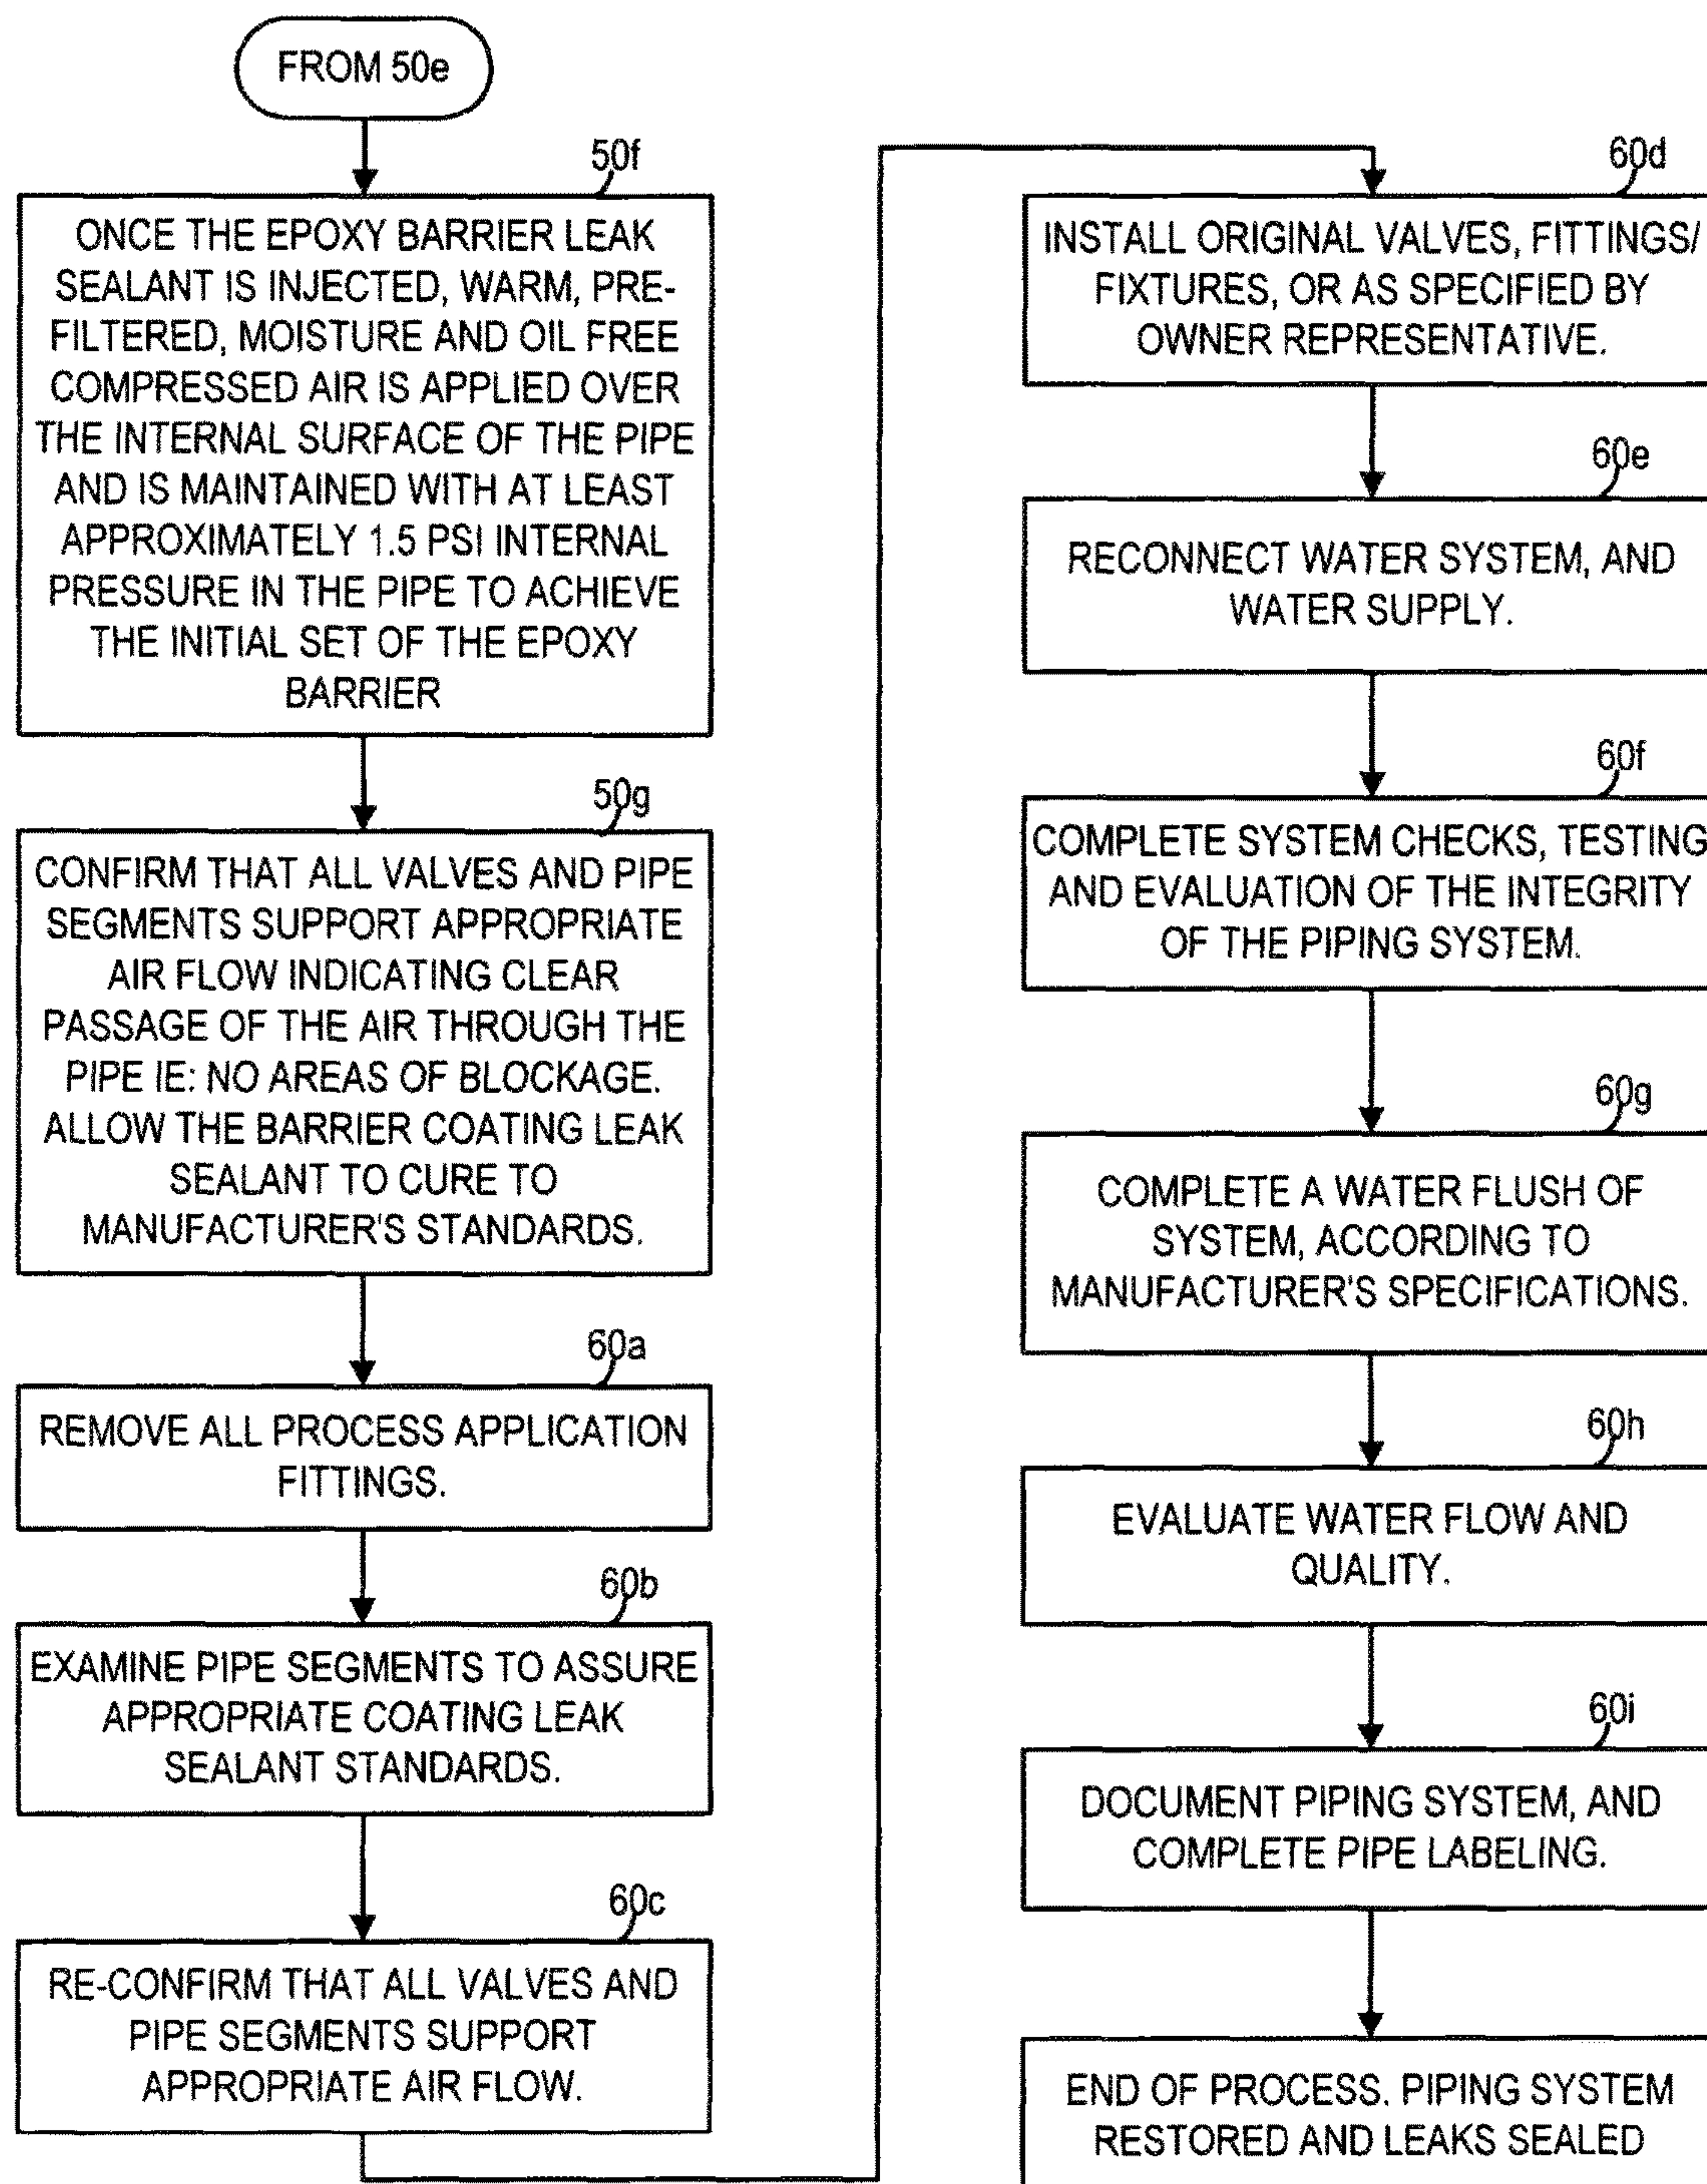 FROM 50e
50f
ONCE THE EPOXY BARRIER LEAK
SEALANT IS INJECTED, WARM, PRE-
FILTERED, MOISTURE AND OIL FREE
COMPRESSED AIR IS APPLIED OVER
THE INTERNAL SURFACE OF THE PIPE
AND IS MAINTAINED WITH AT LEAST
APPROXIMATELY 1.5 PSI INTERNAL
PRESSURE IN THE PIPE TO ACHIEVE
THE INITIAL SET OF THE EPOXY
BARRIER
50g
CONFIRM THAT ALL VALVES AND PIPE
SEGMENTS SUPPORT APPROPRIATE
AIR FLOW INDICATING CLEAR
PASSAGE OF THE AIR THROUGH THE
PIPE IE: NO AREAS OF BLOCKAGE.
ALLOW THE BARRIER COATING LEAK
SEALANT TO CURE TO
MANUFACTURER'S STANDARDS.
60a
REMOVE ALL PROCESS APPLICATION
FITTINGS.
60b
EXAMINE PIPE SEGMENTS TO ASSURE
APPROPRIATE COATING LEAK
SEALANT STANDARDS.
60c
RE-CONFIRM THAT ALL VALVES AND
PIPE SEGMENTS SUPPORT
APPROPRIATE AIR FLOW.
60d
INSTALL ORIGINAL VALVES, FITTINGS/
FIXTURES, OR AS SPECIFIED BY
OWNER REPRESENTATIVE.
60e
RECONNECT WATER SYSTEM, AND
WATER SUPPLY.
60f
COMPLETE SYSTEM CHECKS, TESTING
AND EVALUATION OF THE INTEGRITY
OF THE PIPING SYSTEM.
60g
COMPLETE A WATER FLUSH OF
SYSTEM, ACCORDING TO
MANUFACTURER'S SPECIFICATIONS.
60h
EVALUATE WATER FLOW AND
QUALITY.
60i
DOCUMENT PIPING SYSTEM, AND
COMPLETE PIPE LABELING.
END OF PROCESS. PIPING SYSTEM
RESTORED AND LEAKS SEALED